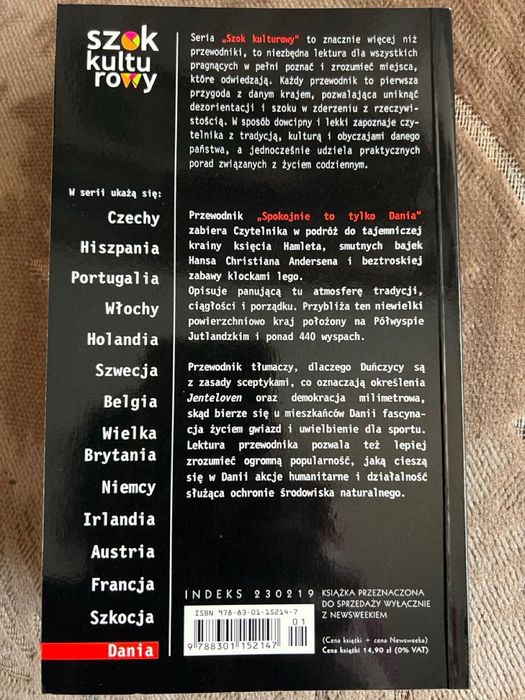 szok
kultu
rowy
W serii ukażą się:
Czechy
Hiszpania
Portugalia
Włochy
Holandia
Szwecja
Belgia
Wielka
Brytania
Niemcy
Irlandia
Austria
Francja
Szkocja
Dania
Seria „Szok kulturowy" to znacznie więcej niż
przewodniki, to niezbędna lektura dla wszystkich
pragnących w pełni poznać i zrozumieć miejsca,
które odwiedzają. Każdy przewodnik to pierwsza
przygoda z danym krajem, pozwalająca uniknąć
dezorientacji i szoku w zderzeniu z rzeczywi-
stością. W sposób dowcipny i lekki zapoznaje czy-
telnika z tradycją, kulturą i obyczajami danego
państwa, a jednocześnie udziela praktycznych
porad związanych z życiem codziennym.
Przewodnik „Spokojnie to tylko Dania"
zabiera Czytelnika w podróż do tajemniczej
krainy księcia Hamleta, smutnych bajek
Hansa Christiana Andersena i beztroskiej
zabawy klockami lego.
Opisuje panującą tu atmosferę tradycji,
ciągłości i porządku. Przybliża ten niewielki
powierzchniowo kraj położony na Półwyspie
Jutlandzkim i ponad 440 wyspach.
Przewodnik tłumaczy, dlaczego Duńczycy są
z zasady sceptykami, co oznaczają określenia
Jenteloven oraz demokracja milimetrowa,
skąd bierze się u mieszkańców Danii fascyna-
cja życiem gwiazd i uwielbienie dla sportu.
Lektura przewodnika pozwala też lepiej
zrozumieć ogromną popularność, jaką cieszą
się w Danii akcje humanitarne i działalność
służąca ochronie środowiska naturalnego.
INDEKS 230219
ISBN 978-83-01-15214-7
01
9 788301 152147
KSIĄŻKA PRZEZNACZONA
DO SPRZEDAŻY WYŁĄCZNIE
Z NEWSWEEKIEM
(Cena książki + cena Newsweeka)
Cena książki 14,90 zł (0% VAT)